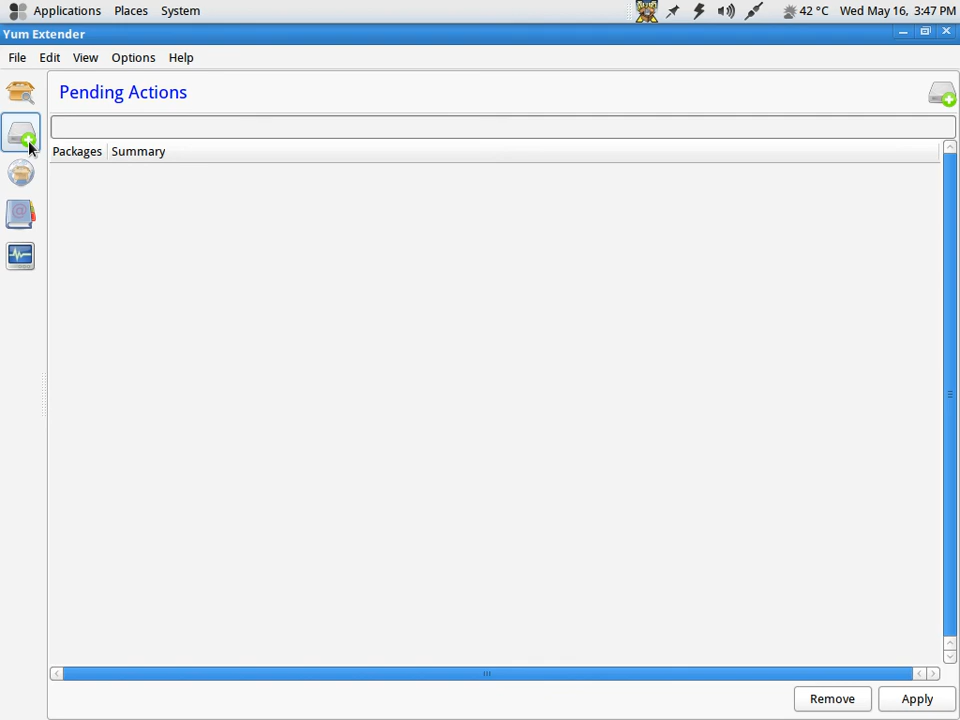 Applications Places System 42 °C Wed May 16, 3:47 PM
Yum Extender
File Edit View Options Help
Pending Actions
Packages Summary
Remove Apply